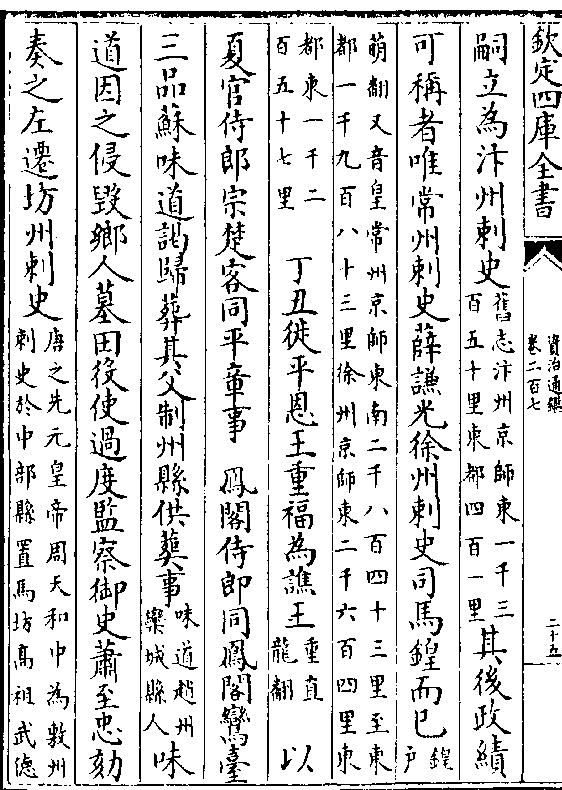 欽定四庫全書
資治通鑑
卷二百七
二十五
嗣立為汴州刺史
舊志汴州京師東一千三
百五十里東都四百一里
其後政績
可稱者唯常州刺史薛謙光徐州刺史司馬鍠而已
鍠
户
萌翻又音皇常州京師東南二千八百四十三里至東
都一千九百八十三里徐州京師東二千六百四里東
都東一千二
百五十七里
丁丑徙平恩王重福為譙王
重直
龍翻
以
夏官侍郎宗楚客同平章事　鳳閣侍郎同鳳閣鸞臺
三品蘇味道謁歸葬其父制州縣供葬事
味道趙州
欒城縣人
味
道因之侵毀鄉人墓田役使過度監察御史蕭至忠劾
奏之左遷坊州刺史
唐之先元皇帝周天和中為敷州
刺史於中部縣置馬坊高祖武德